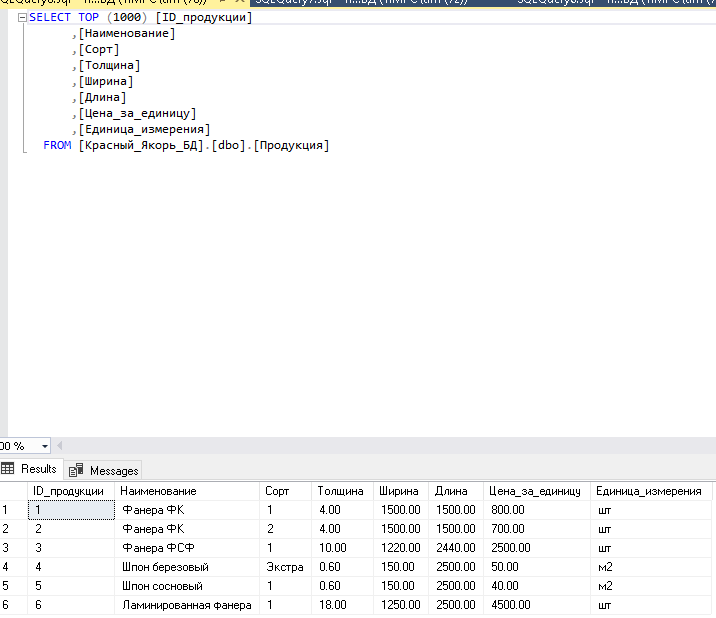 SELECT TOP (1000) [ID_продукции]
,[Наименование]
,[Сорт]
,[Толщина]
,[Ширина]
,[Длина]
,[Цена_за_единицу]
,[Единица_измерения]
FROM [Красный_Якорь_БД].[dbo].[Продукция]
00 %
Results Messages
ID_продукции Наименование Сорт Толщина Ширина Длина Цена_за_единицу Единица_измерения
1 1 Фанера ФК 1 4.00 1500.00 1500.00 800.00 шт
2 2 Фанера ФК 2 4.00 1500.00 1500.00 700.00 шт
3 3 Фанера ФСФ 1 10.00 1220.00 2440.00 2500.00 шт
4 4 Шпон березовый Экстра 0.60 150.00 2500.00 50.00 м2
5 5 Шпон сосновый 1 0.60 150.00 2500.00 40.00 м2
6 6 Ламинированная фанера 1 18.00 1250.00 2500.00 4500.00 шт